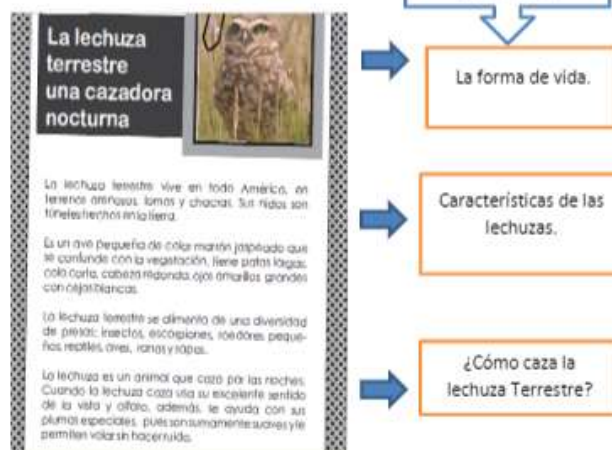 La lechuza
terrestre
una cazadora
nocturna
La lechuza terrestre vive en toda América, en
terrenos arenosos, lomas y chacras. Sus nidos son
túneles hechos en la tierra.
Es un ave pequeña de color marrón jaspeado que
se confunde con la vegetación, tiene patas largas,
cola corta, cabeza redonda, ojos amarillos grandes
con cejas blancas.
La lechuza terrestre se alimenta de una diversidad
de presas: insectos, escorpiones, roedores peque-
ños, reptiles, aves, ranas y sapos.
La lechuza es un animal que caza por las noches.
Cuando la lechuza caza usa su excelente sentido
de la vista y olfato, además, se ayuda con sus
plumas especiales, pues son sumamente suaves y le
permiten volar sin hacer ruido.
La forma de vida.
Características de las
lechuzas.
¿Cómo caza la
lechuza Terrestre?